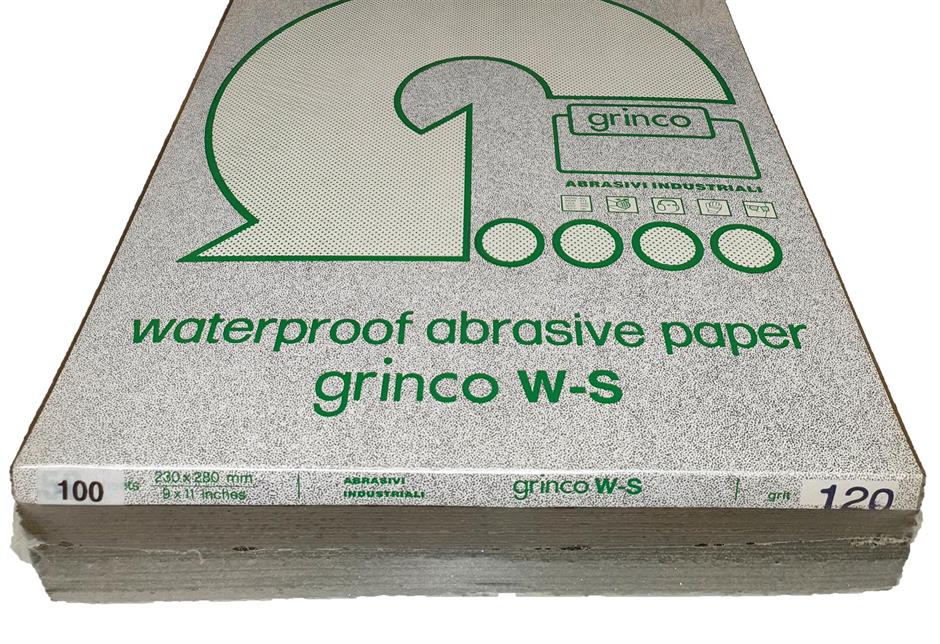 grinco
ABRASIVI INDUSTRIALI
waterproof abrasive paper
grinco W-S
100
230 x 280 mm
9 x 11 inches
ABRASIVI
INDUSTRIALI
grinco W-S
grit 120